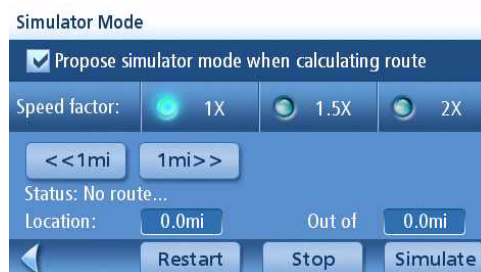 Simulator Mode
Propose simulator mode when calculating route
Speed factor: 1X 1.5X 2X
<<1mi 1mi>>
Status: No route...
Location: 0.0mi Out of 0.0mi
Restart Stop Simulate